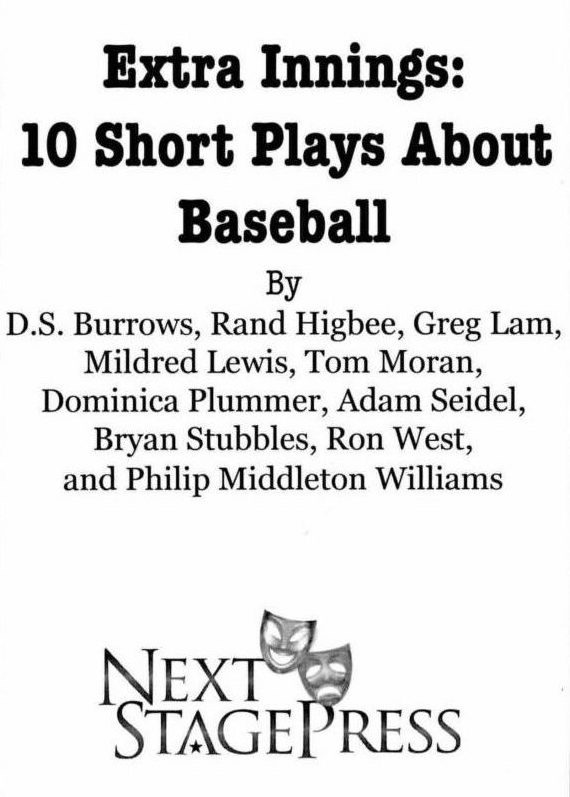 Extra Innings:
10 Short Plays About
Baseball
By
D.S. Burrows, Rand Higbee, Greg Lam,
Mildred Lewis, Tom Moran,
Dominica Plummer, Adam Seidel,
Bryan Stubbles, Ron West,
and Philip Middleton Williams
NEXT
STAGEPRESS